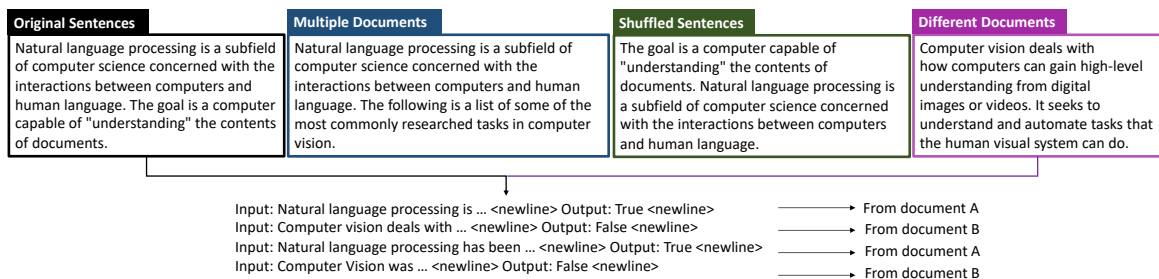 Original Sentences
Natural language processing is a subfield
of computer science concerned with the
interactions between computers and
human language. The goal is a computer
capable of "understanding" the contents
of documents.
Multiple Documents
Natural language processing is a subfield of
computer science concerned with the
interactions between computers and human
language. The following is a list of some of the
most commonly researched tasks in computer
vision.
Shuffled Sentences
The goal is a computer capable of
"understanding" the contents of
documents. Natural language processing is
a subfield of computer science concerned
with the interactions between computers
and human language.
Different Documents
Computer vision deals with
how computers can gain high-level
understanding from digital
images or videos. It seeks to
understand and automate tasks that
the human visual system can do.
Input: Natural language processing is … <newline> Output: True <newline>
From document A
Input: Computer vision deals with … <newline> Output: False <newline>
From document B
Input: Natural language processing has been … <newline> Output: True <newline>
From document A
Input: Computer Vision was … <newline> Output: False <newline>
From document B